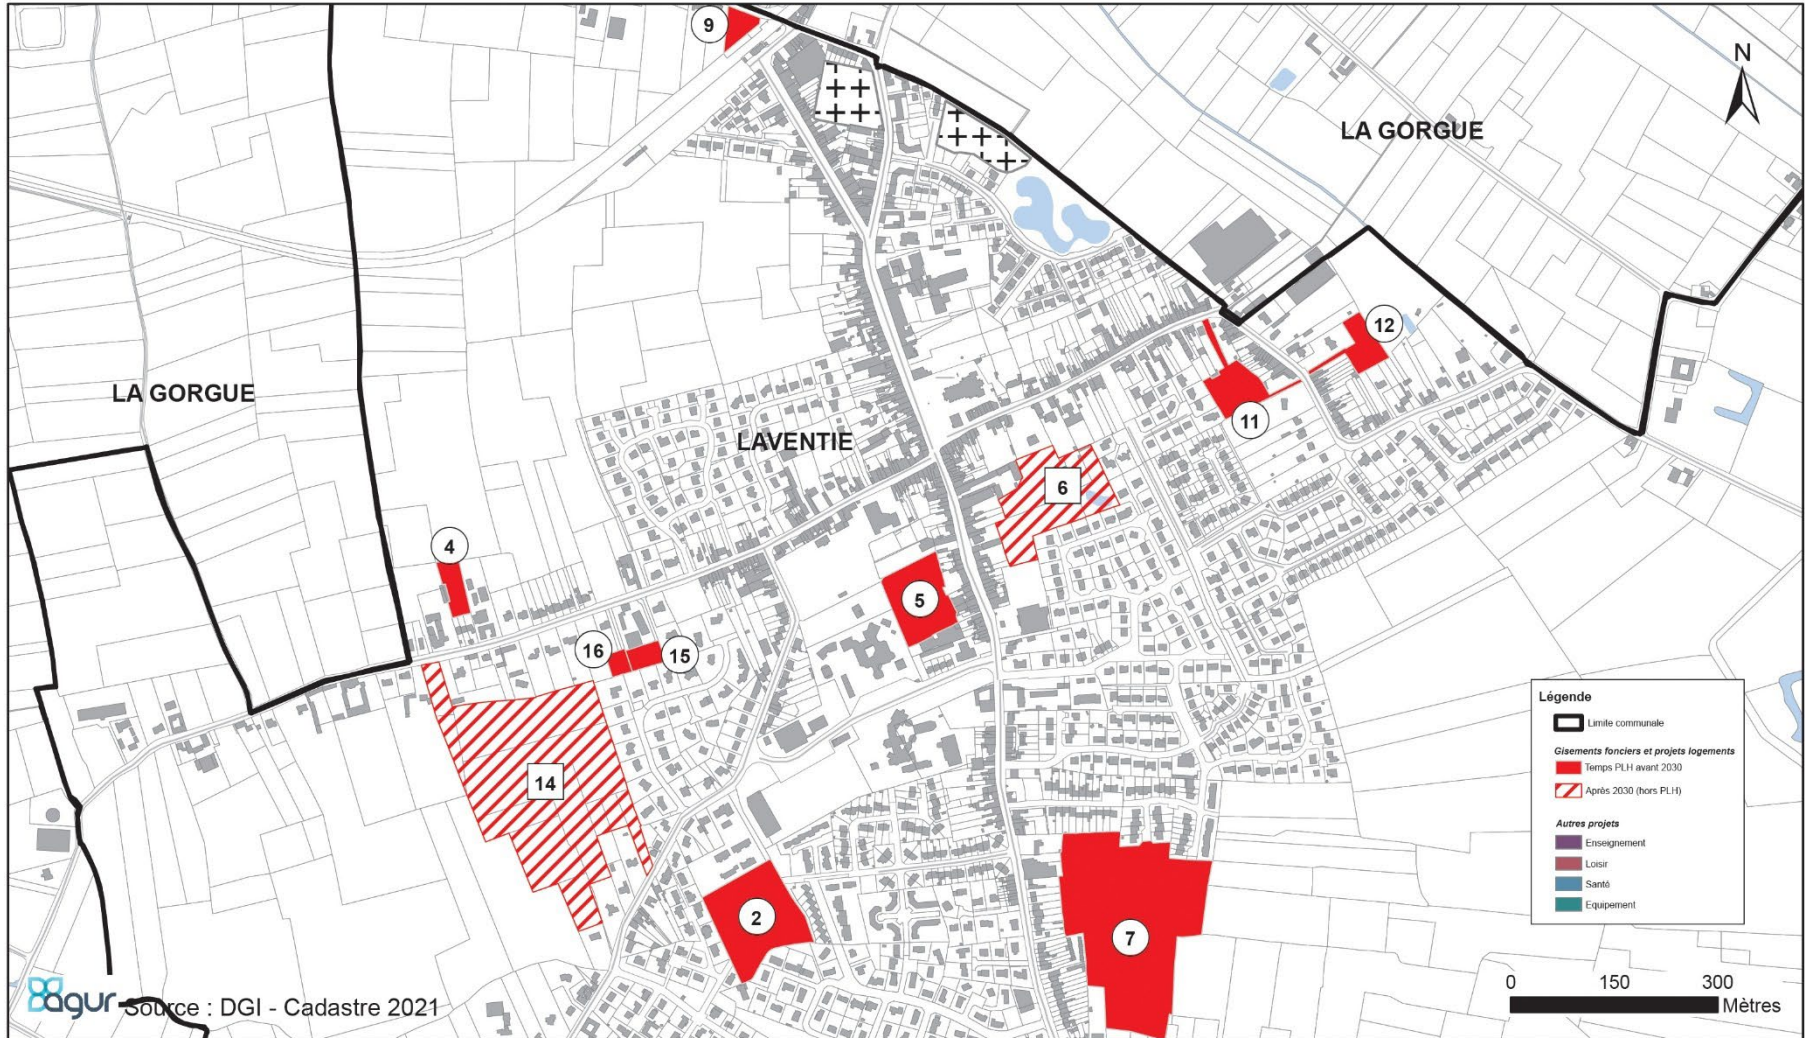 9
N
LA GORGUE
12
LA GORGUE
11
LAVENTIE
6
4
5
16
15
14
2
7
Légende
Limite communale
Gisements fonciers et projets logements
Temps PLH avant 2030
Après 2030 (hors PLH)
Autres projets
Enseignement
Loisir
Santé
Equipement
0 150 300
Mètres
agur
Source : DGI - Cadastre 2021